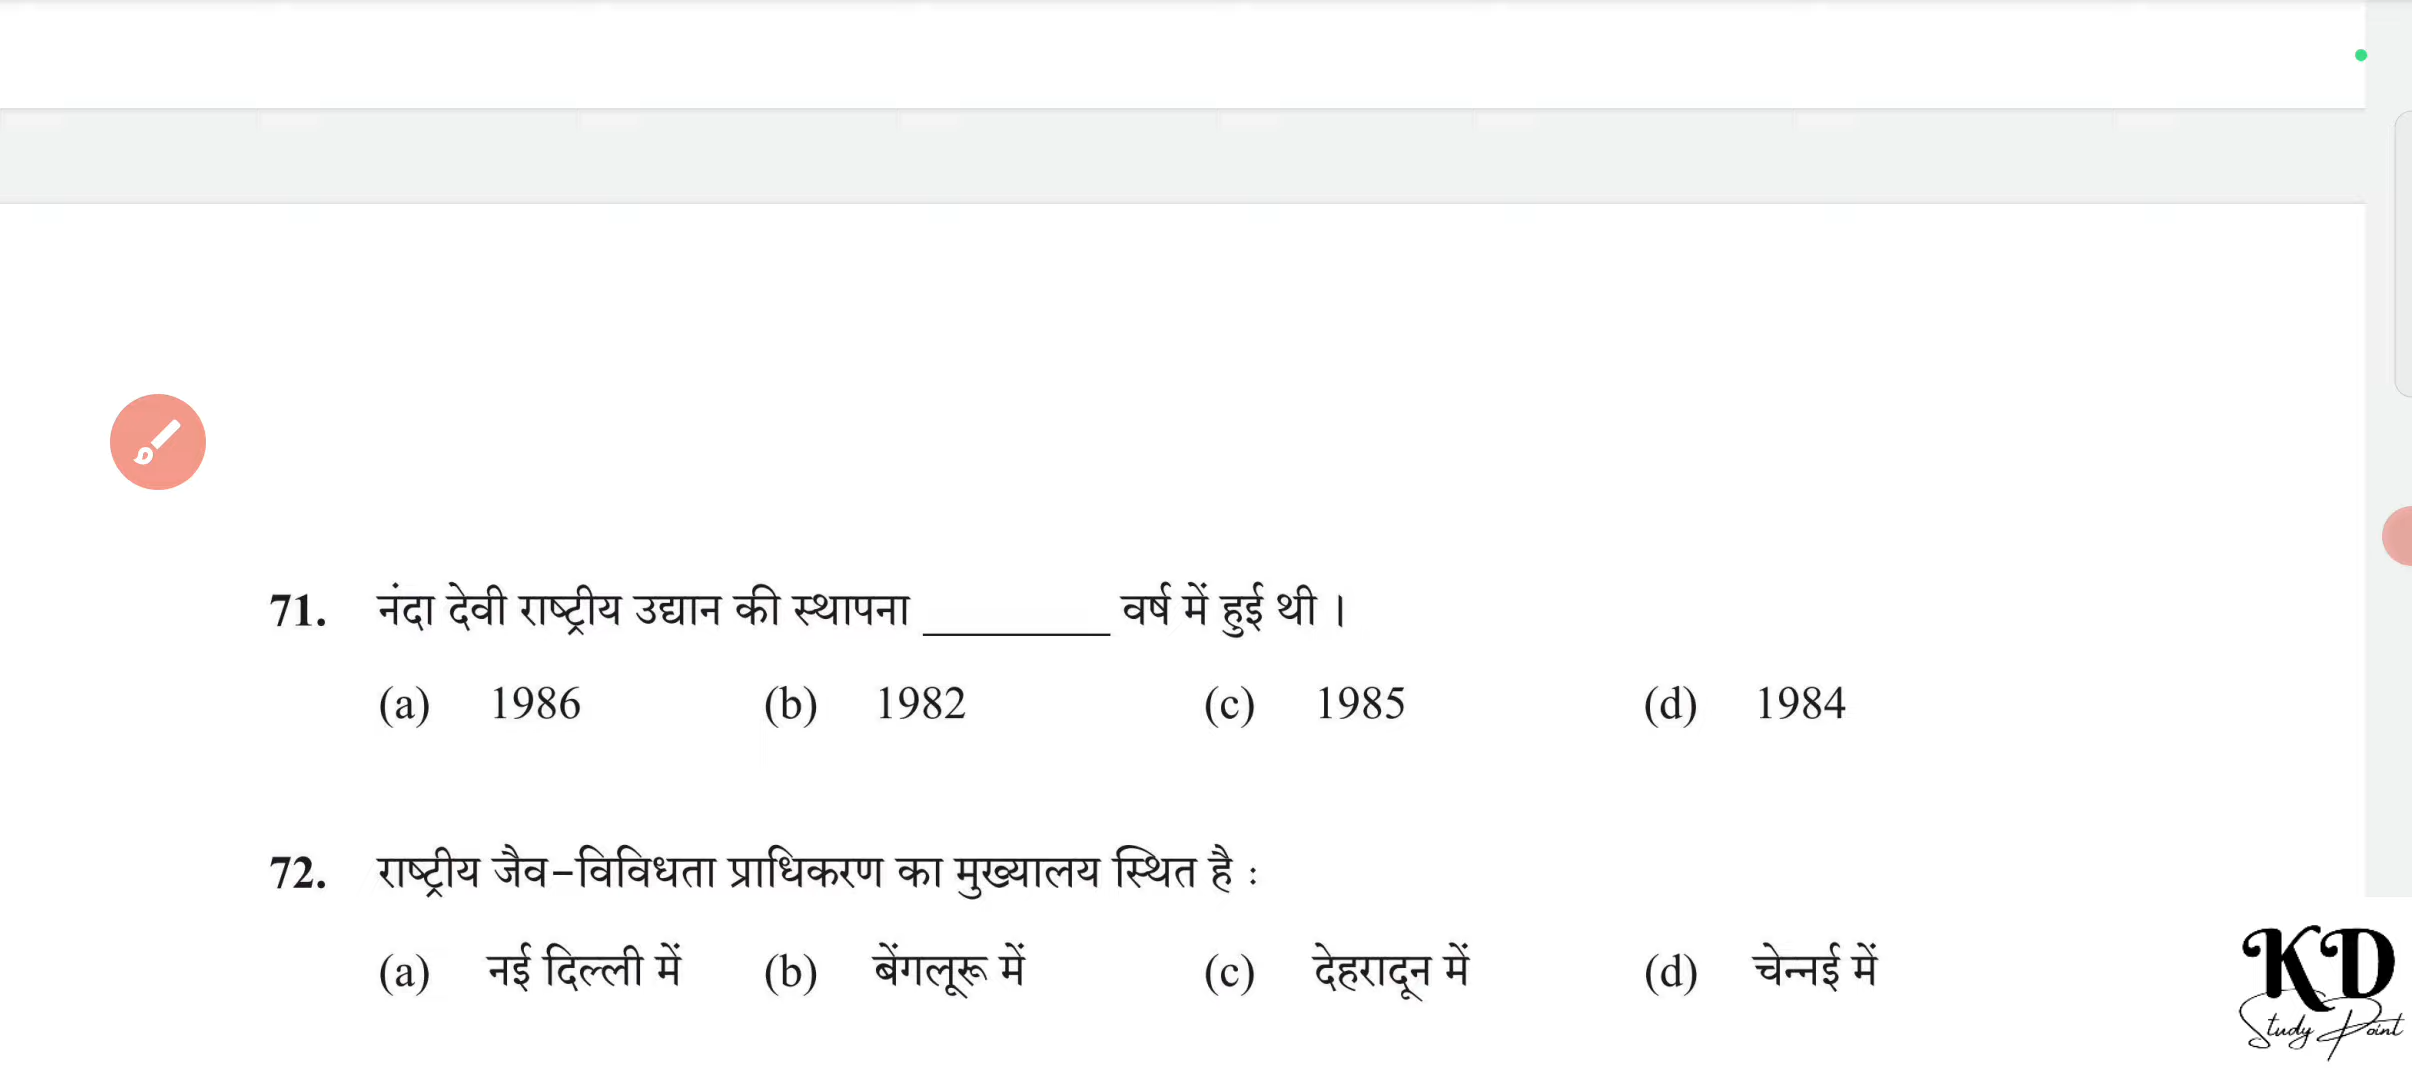 71. नंदा देवी राष्ट्रीय उद्यान की स्थापना ________ वर्ष में हुई थी ।
(a) 1986 (b) 1982 (c) 1985 (d) 1984
72. राष्ट्रीय जैव-विविधता प्राधिकरण का मुख्यालय स्थित है :
(a) नई दिल्ली में (b) बेंगलूरू में (c) देहरादून में (d) चेन्नई में
KD
Study Point